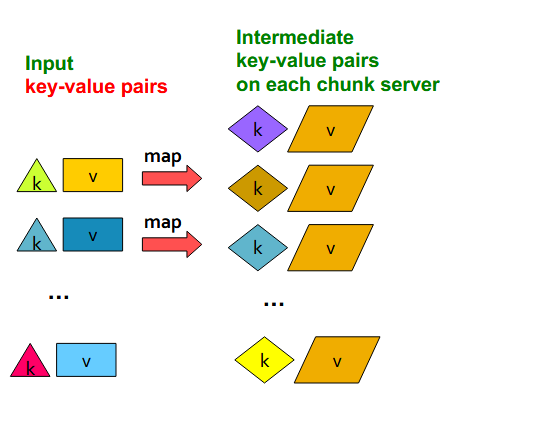 Input
key-value pairs
Intermediate
key-value pairs
on each chunk server
k v
map
k v
k v
map
k v
k v
...
...
k v
k v